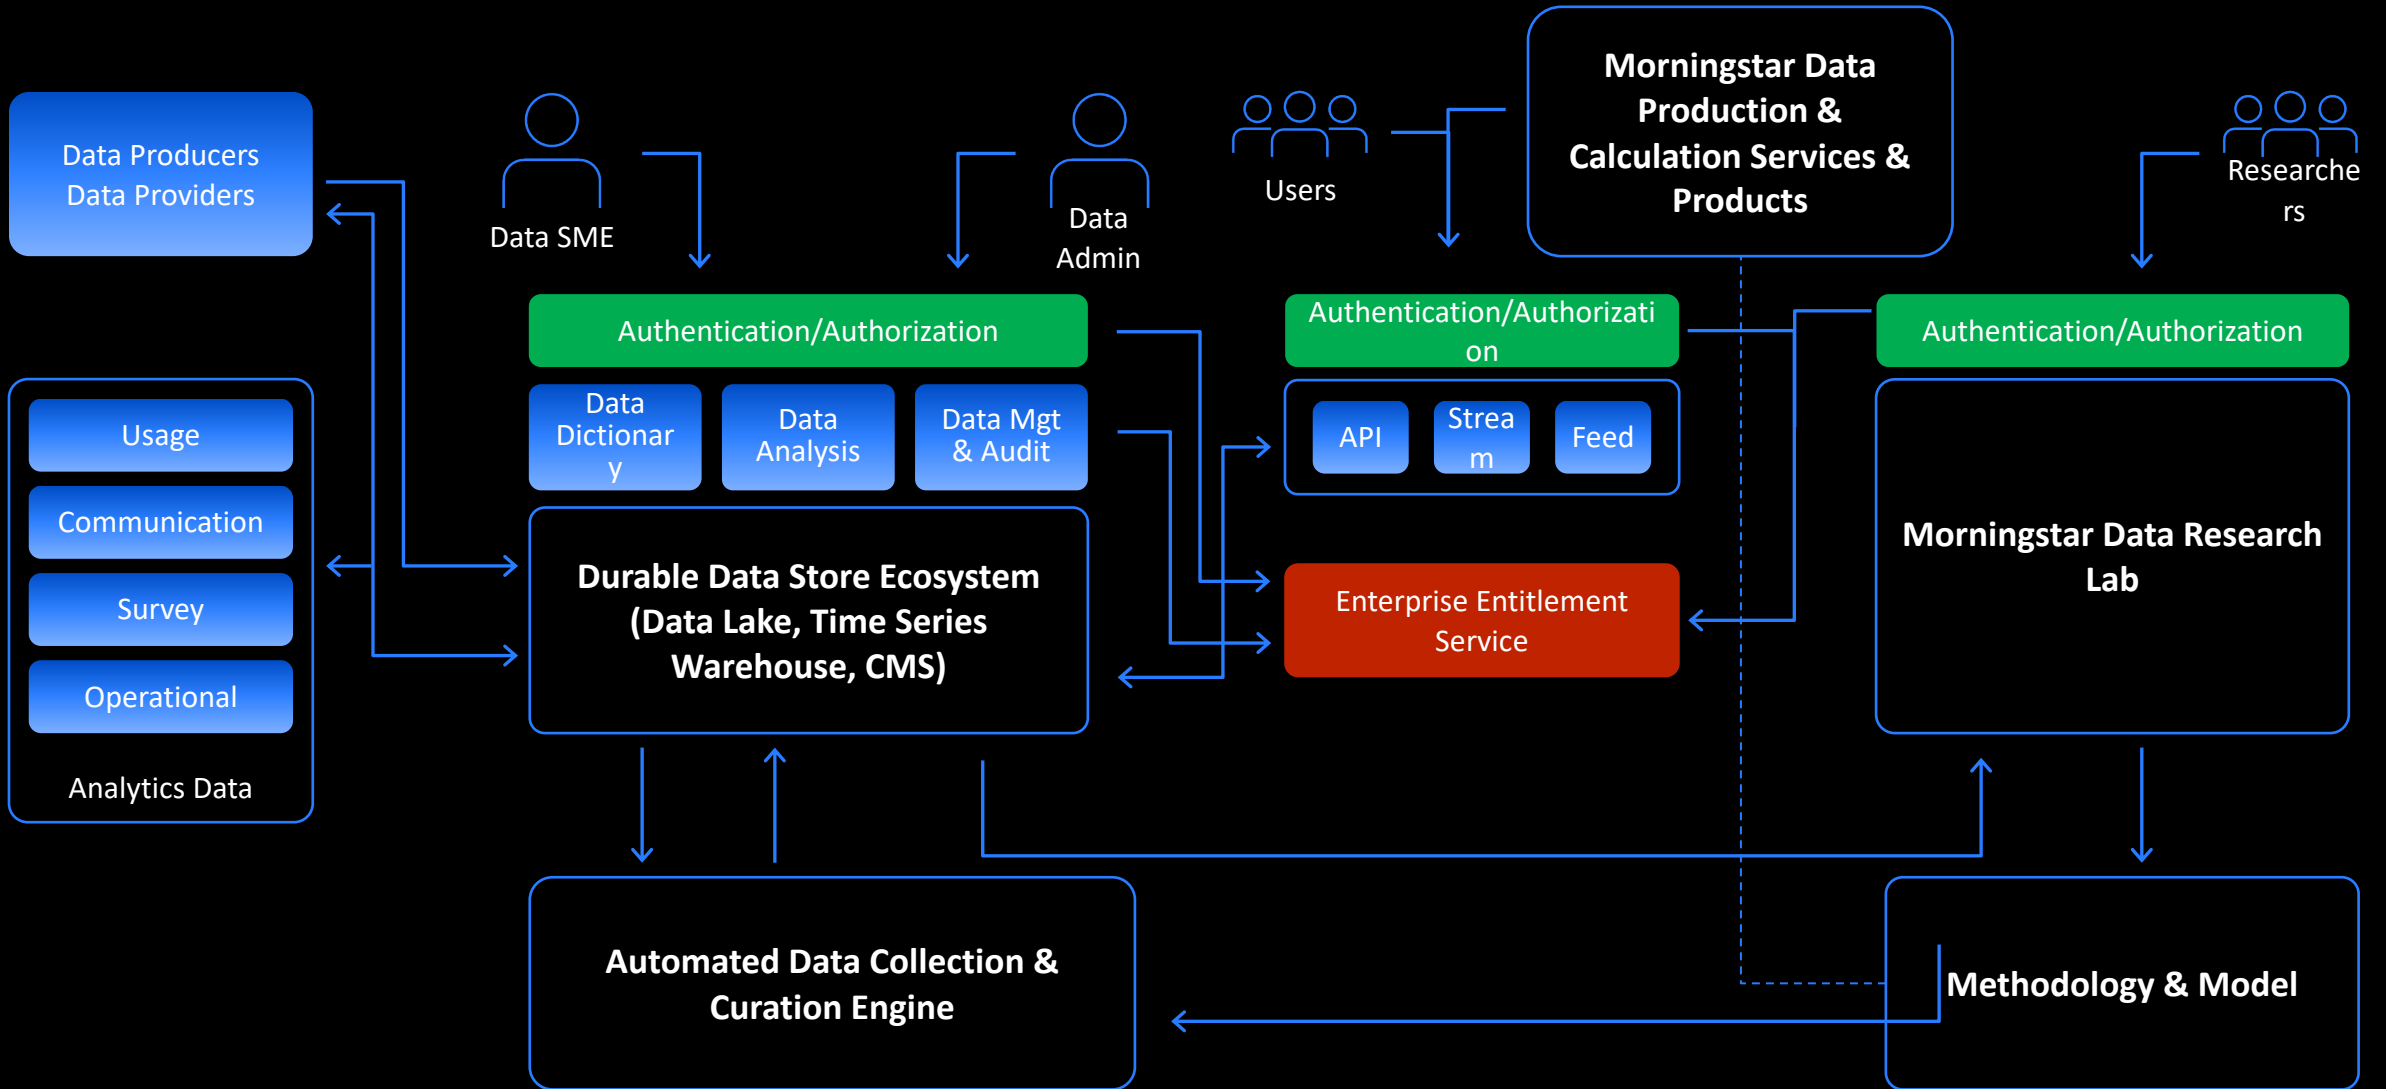 Data Producers
Data Providers
Data SME
Data
Admin
Users
Morningstar Data
Production &
Calculation Services &
Products
Researche
rs
Authentication/Authorization
Authentication/Authorizati
on
Authentication/Authorization
Usage
Communication
Survey
Operational
Analytics Data
Data
Dictionar
y
Data
Analysis
Data Mgt
& Audit
API
Strea
m
Feed
Durable Data Store Ecosystem
(Data Lake, Time Series
Warehouse, CMS)
Enterprise Entitlement
Service
Morningstar Data Research
Lab
Automated Data Collection &
Curation Engine
Methodology & Model